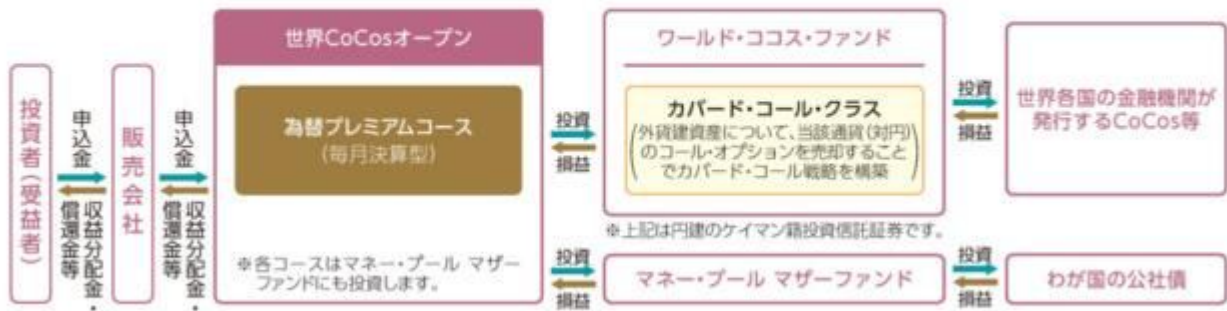 投資者(受益者)
申込金
収益分配金・
償還金等
販売会社
申込金
収益分配金・
償還金等
世界CoCosオープン
為替プレミアムコース
(毎月決算型)
※各コースはマネー・プール マザー
ファンドにも投資します。
投資
損益
投資
損益
ワールド・ココス・ファンド
カバード・コール・クラス
(外貨建資産について、当該通貨(対円)
のコール・オプションを売却すること
でカバード・コール戦略を構築)
※上記は円建のケイマン籍投資信託証券です。
マネー・プール マザーファンド
投資
損益
投資
損益
世界各国の金融機関が
発行するCoCos等
わが国の公社債